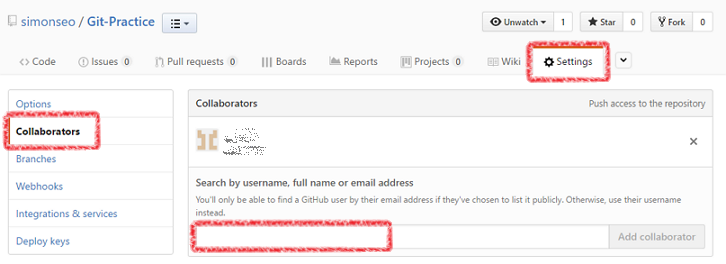 simonseo / Git-Practice
Unwatch 1 Star 0 Fork 0
Code Issues 0 Pull requests 0 Boards Reports Projects 0 Wiki Settings
Options
Collaborators
Branches
Webhooks
Integrations & services
Deploy keys
Collaborators Push access to the repository
Search by username, full name or email address
You'll only be able to find a GitHub user by their email address if they've chosen to list it publicly. Otherwise, use their username
instead.
Add collaborator